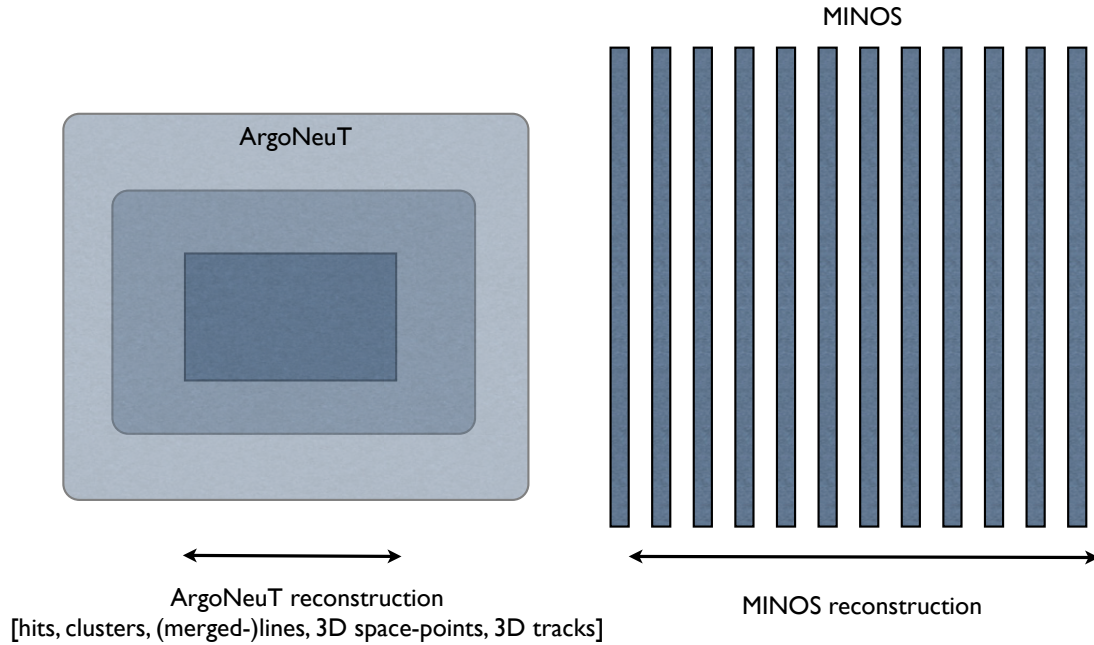 MINOS
ArgoNeuT
ArgoNeuT reconstruction
[hits, clusters, (merged-)lines, 3D space-points, 3D tracks]
MINOS reconstruction